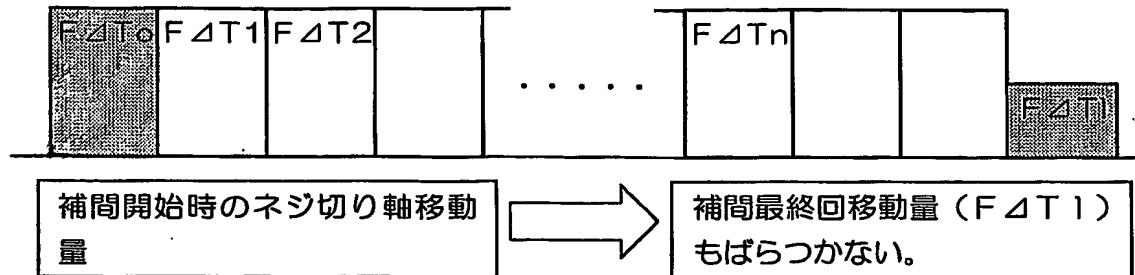 FΔT0 FΔT1 FΔT2 ・・・・・ FΔTn FΔTl
補間開始時のネジ切り軸移動
量
補間最終回移動量（FΔT1）
もばらつかない。